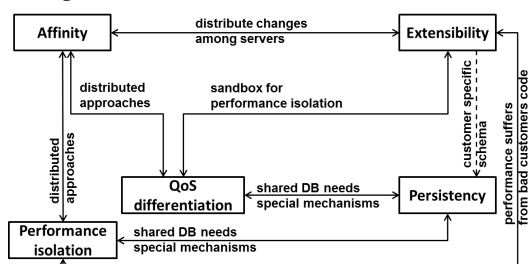 Affinity
distribute changes
among servers
Extensibility
distributed
approaches
sandbox for
performance isolation
customer specific
schema
performance suffers
from bad customers code
distributed
approaches
QoS
differentiation
shared DB needs
special mechanisms
Persistency
Performance
isolation
shared DB needs
special mechanisms